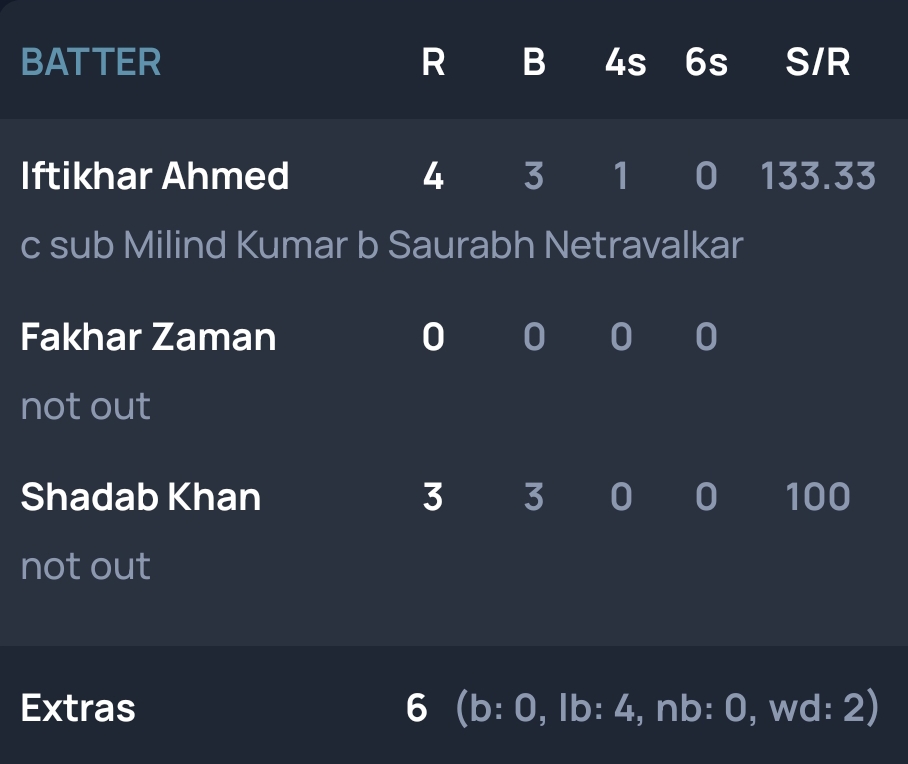 BATTER R B 4s 6s S/R
Iftikhar Ahmed 4 3 1 0 133.33
c sub Milind Kumar b Saurabh Netravalkar
Fakhar Zaman 0 0 0 0
not out
Shadab Khan 3 3 0 0 100
not out
Extras 6 (b: 0, lb: 4, nb: 0, wd: 2)